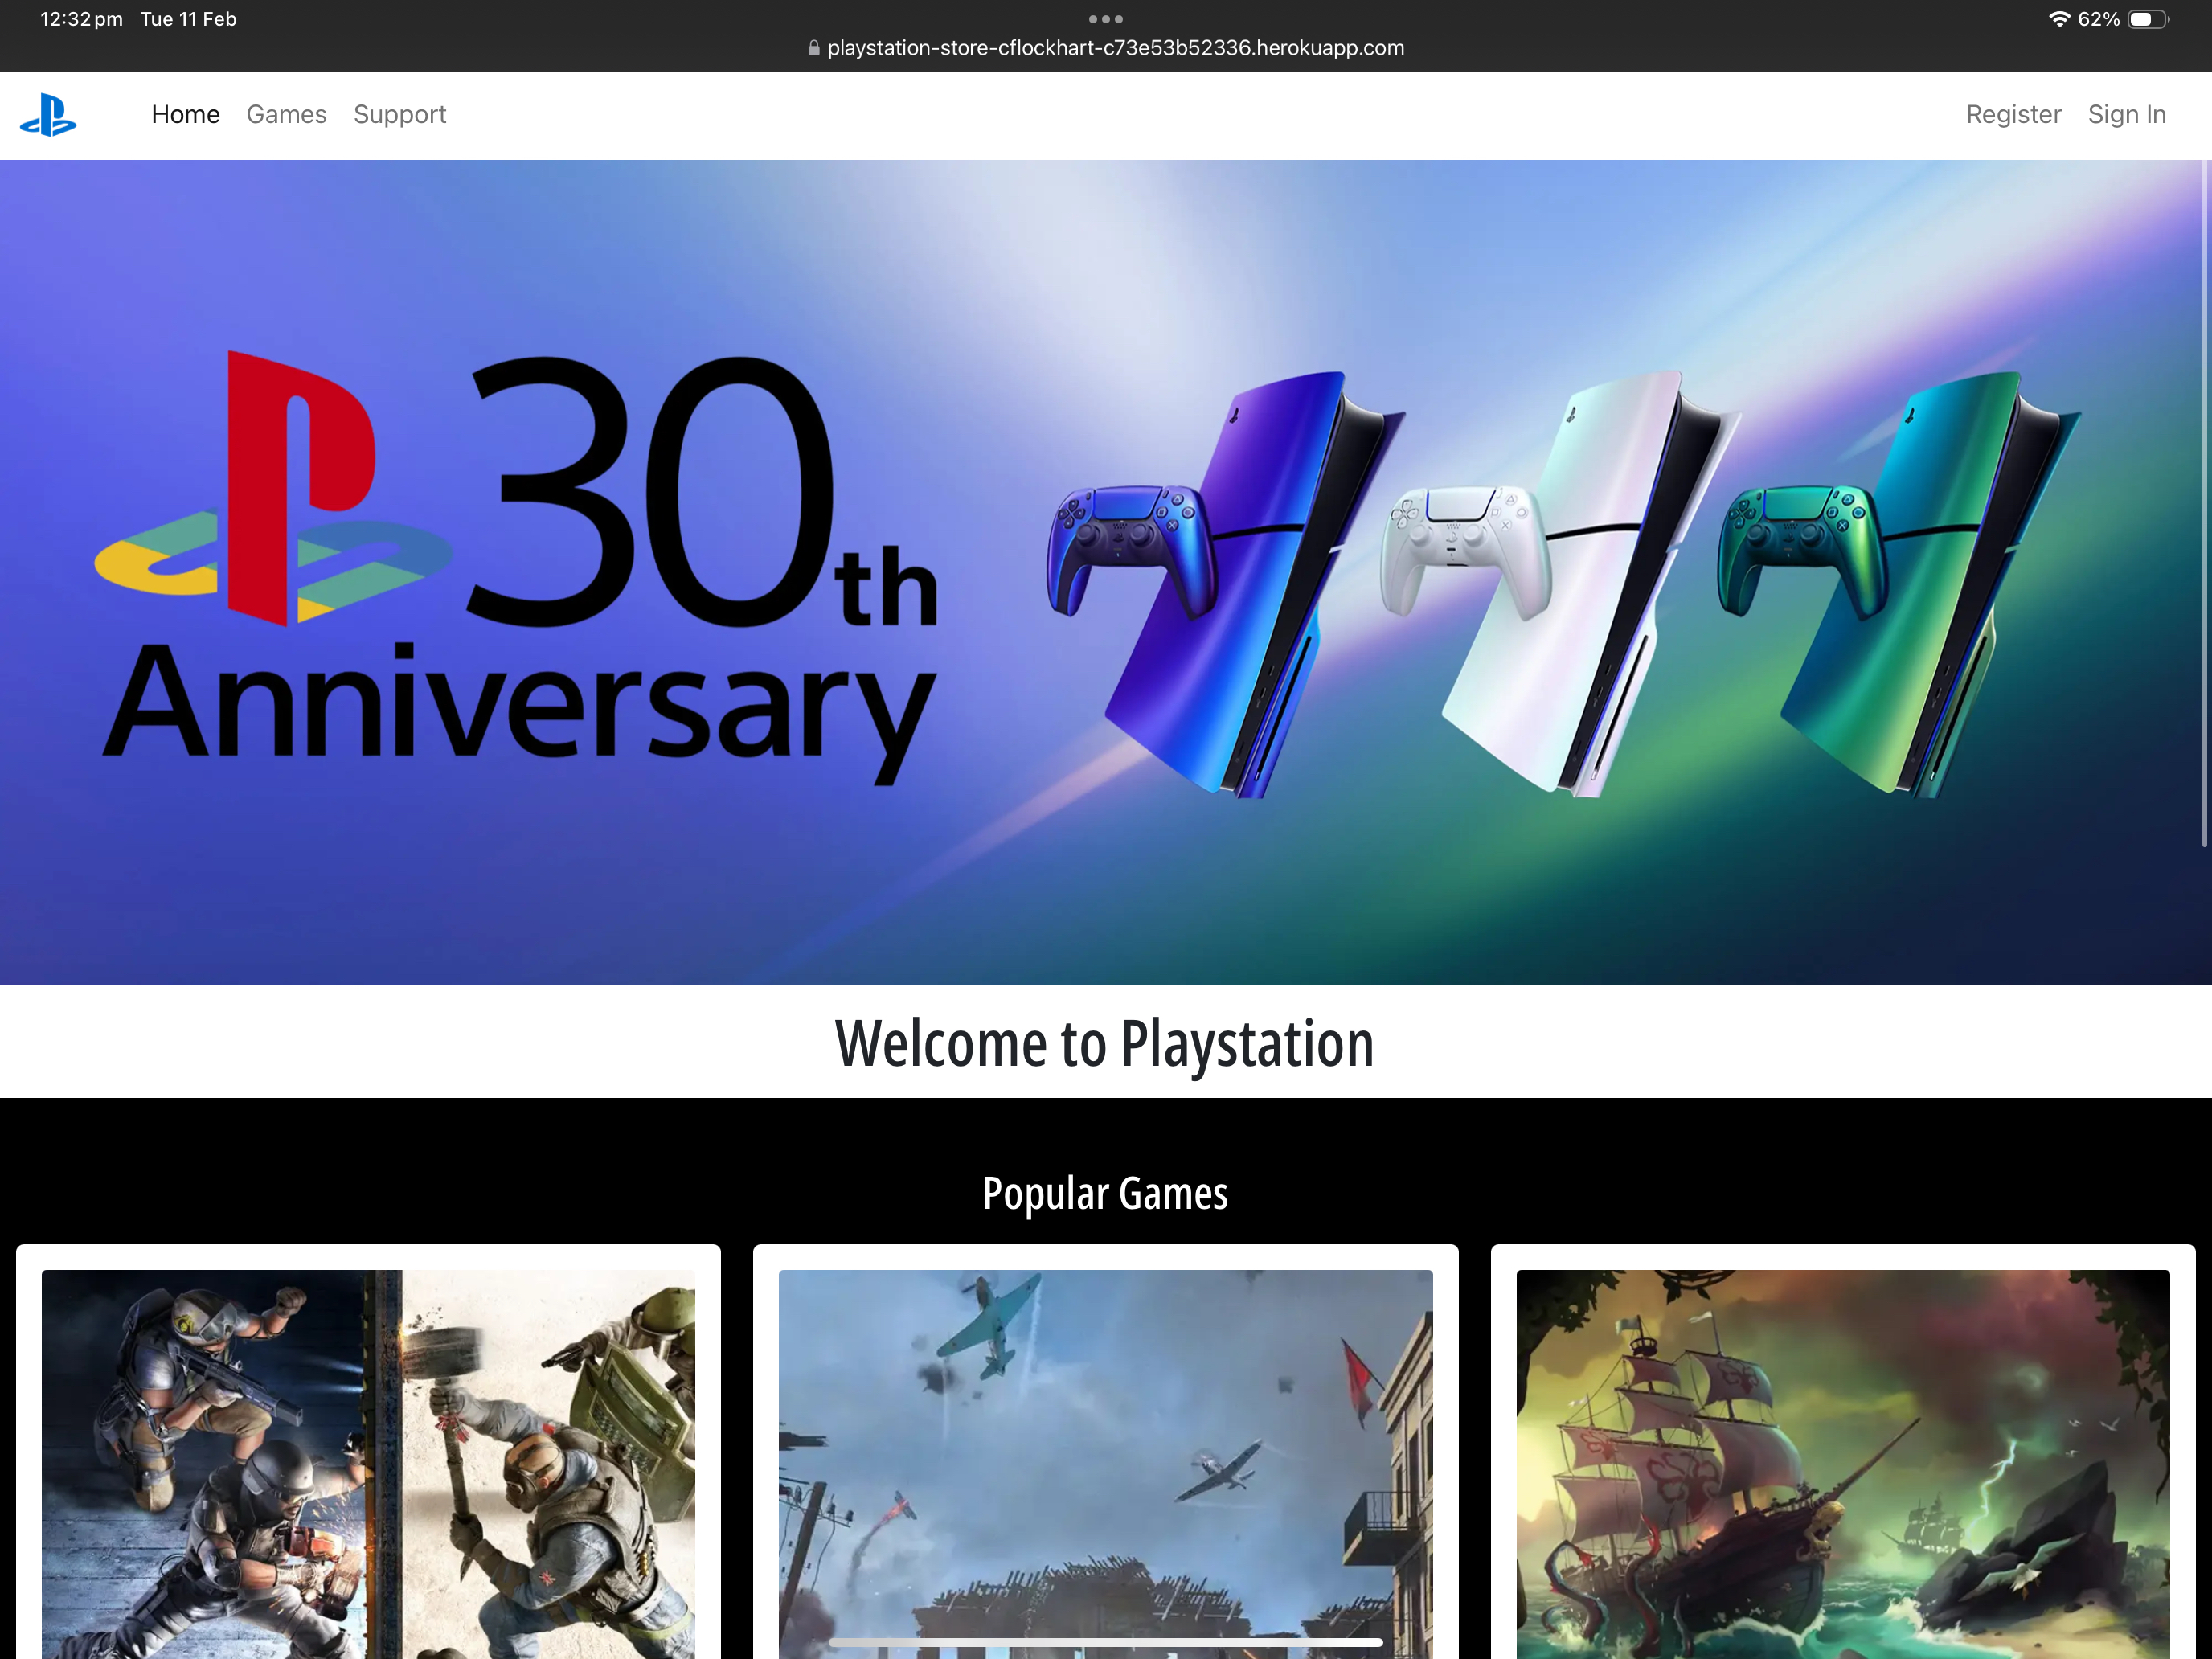 12:32 pm Tue 11 Feb
62%
playstation-store-cflockhart-c73e53b52336.herokuapp.com
Home Games Support Register Sign In
30th
Anniversary
Welcome to Playstation
Popular Games